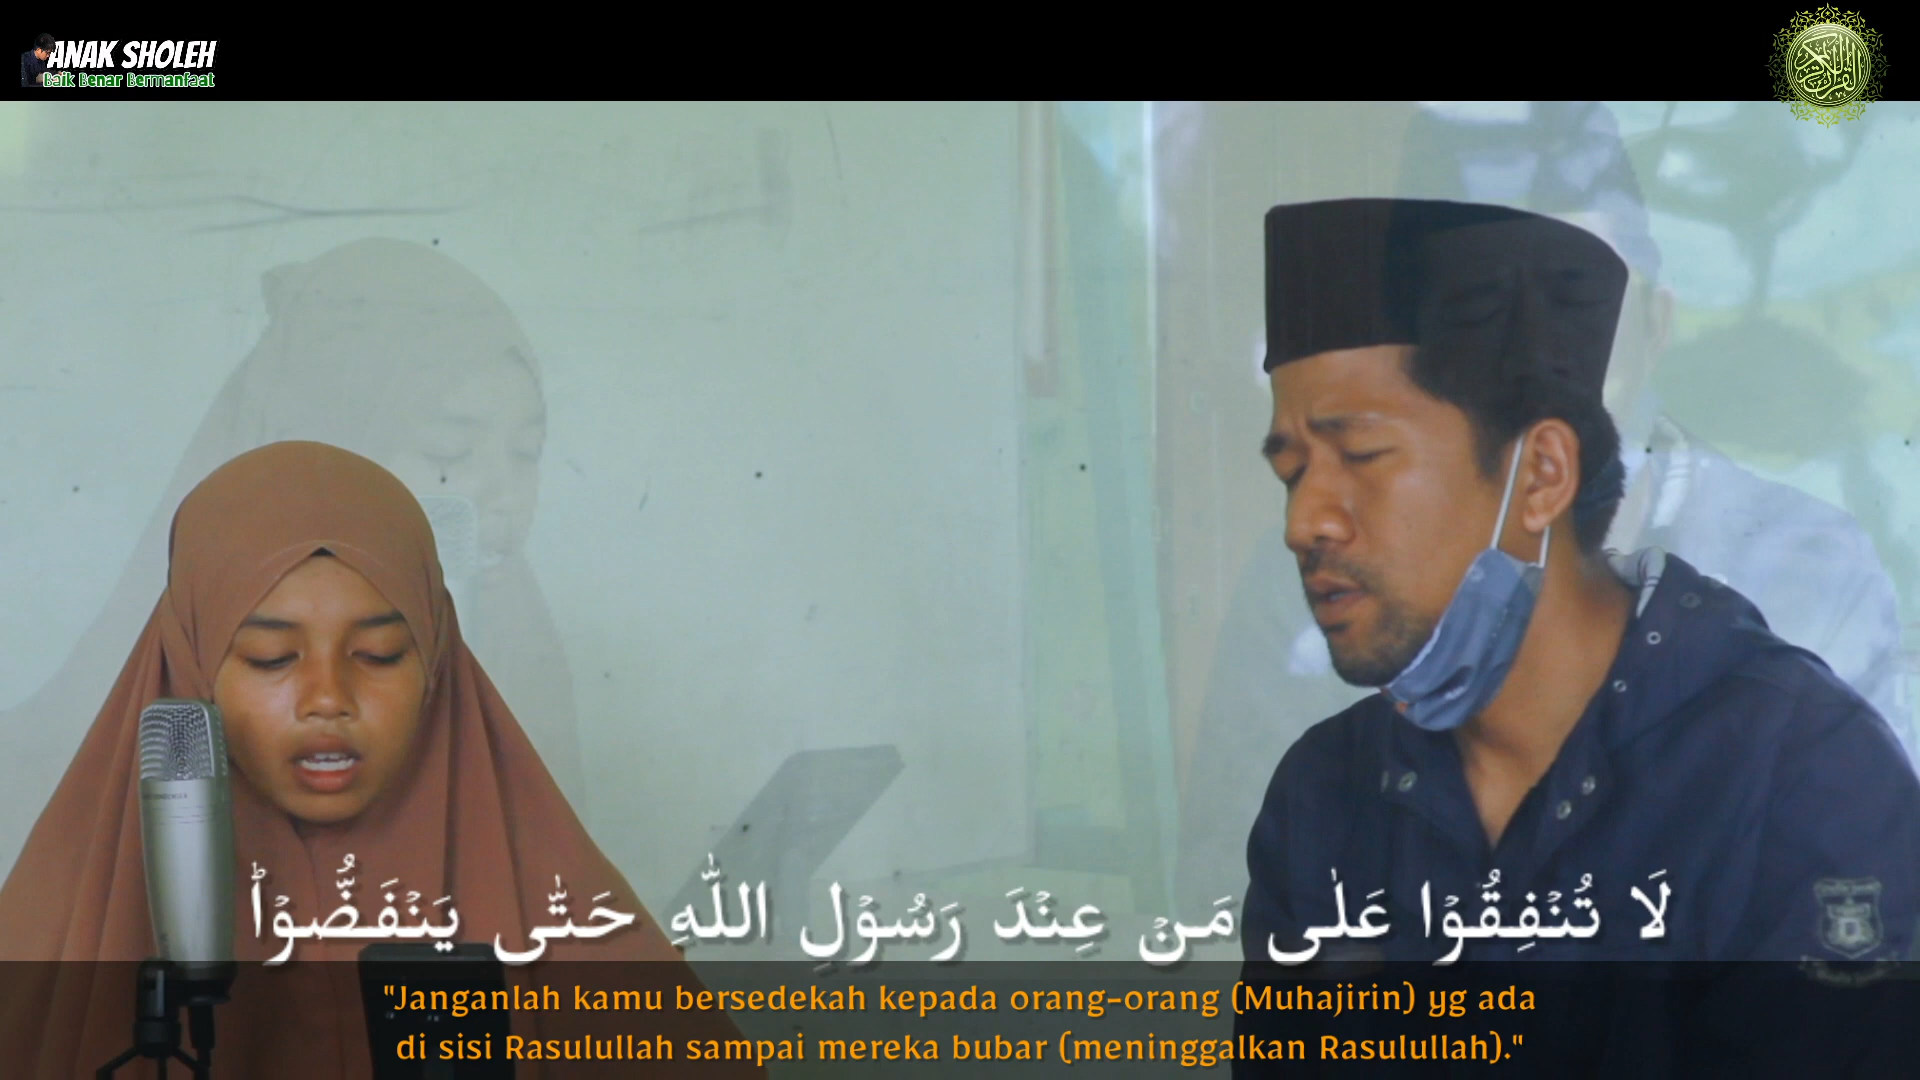 ANAK SHOLEH
Baik Benar Bermanfaat
لَا تُنْفِقُوْا عَلٰى مَنْ عِنْدَ رَسُوْلِ اللّٰهِ حَتّٰى يَنْفَضُّوْاۗ
"Janganlah kamu bersedekah kepada orang-orang (Muhajirin) yg ada
di sisi Rasulullah sampai mereka bubar (meninggalkan Rasulullah)."